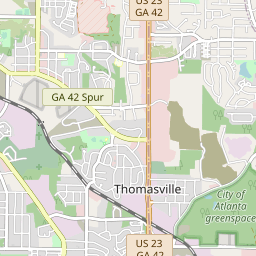 US 23
GA 42
GA 42 Spur
Thomasville
City of
Atlanta
greenspace
US 23
GA 42